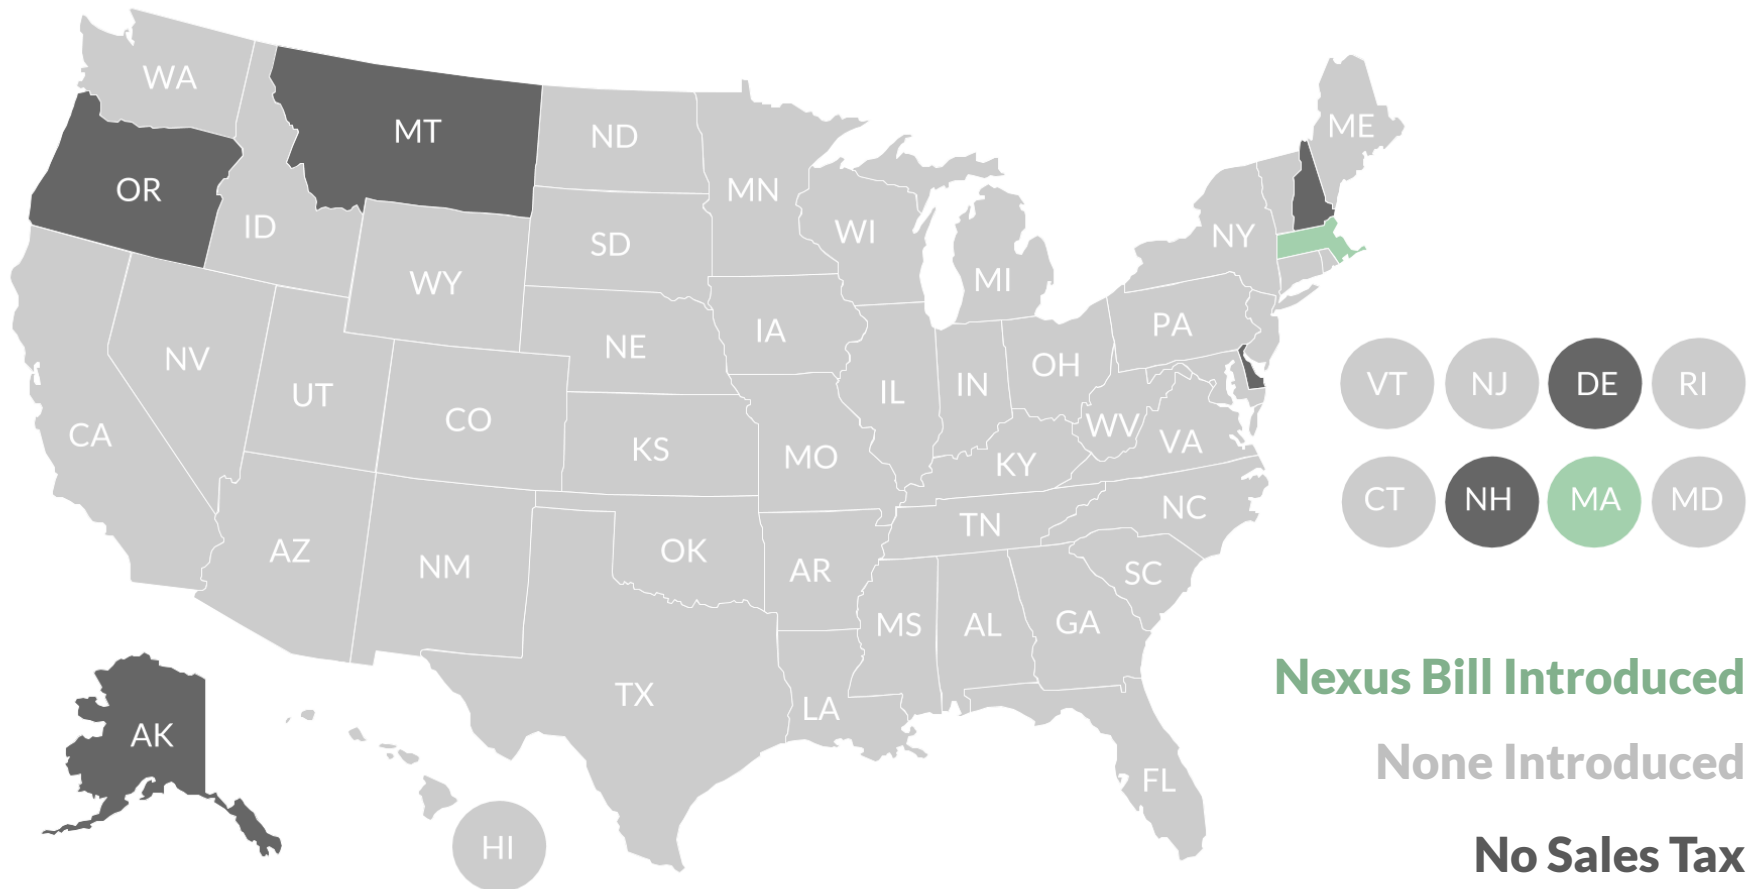 WA
MT
ND
ME
OR
MN
ID
SD
WI
NY
WY
MI
PA
IA
NE
NV
OH
UT
IL
IN
CO
WV
CA
KS
MO
VA
KY
NC
TN
AZ
OK
NM
AR
SC
MS
AL
GA
TX
LA
AK
FL
HI
VT
NJ
DE
RI
CT
NH
MA
MD
Nexus Bill Introduced
None Introduced
No Sales Tax